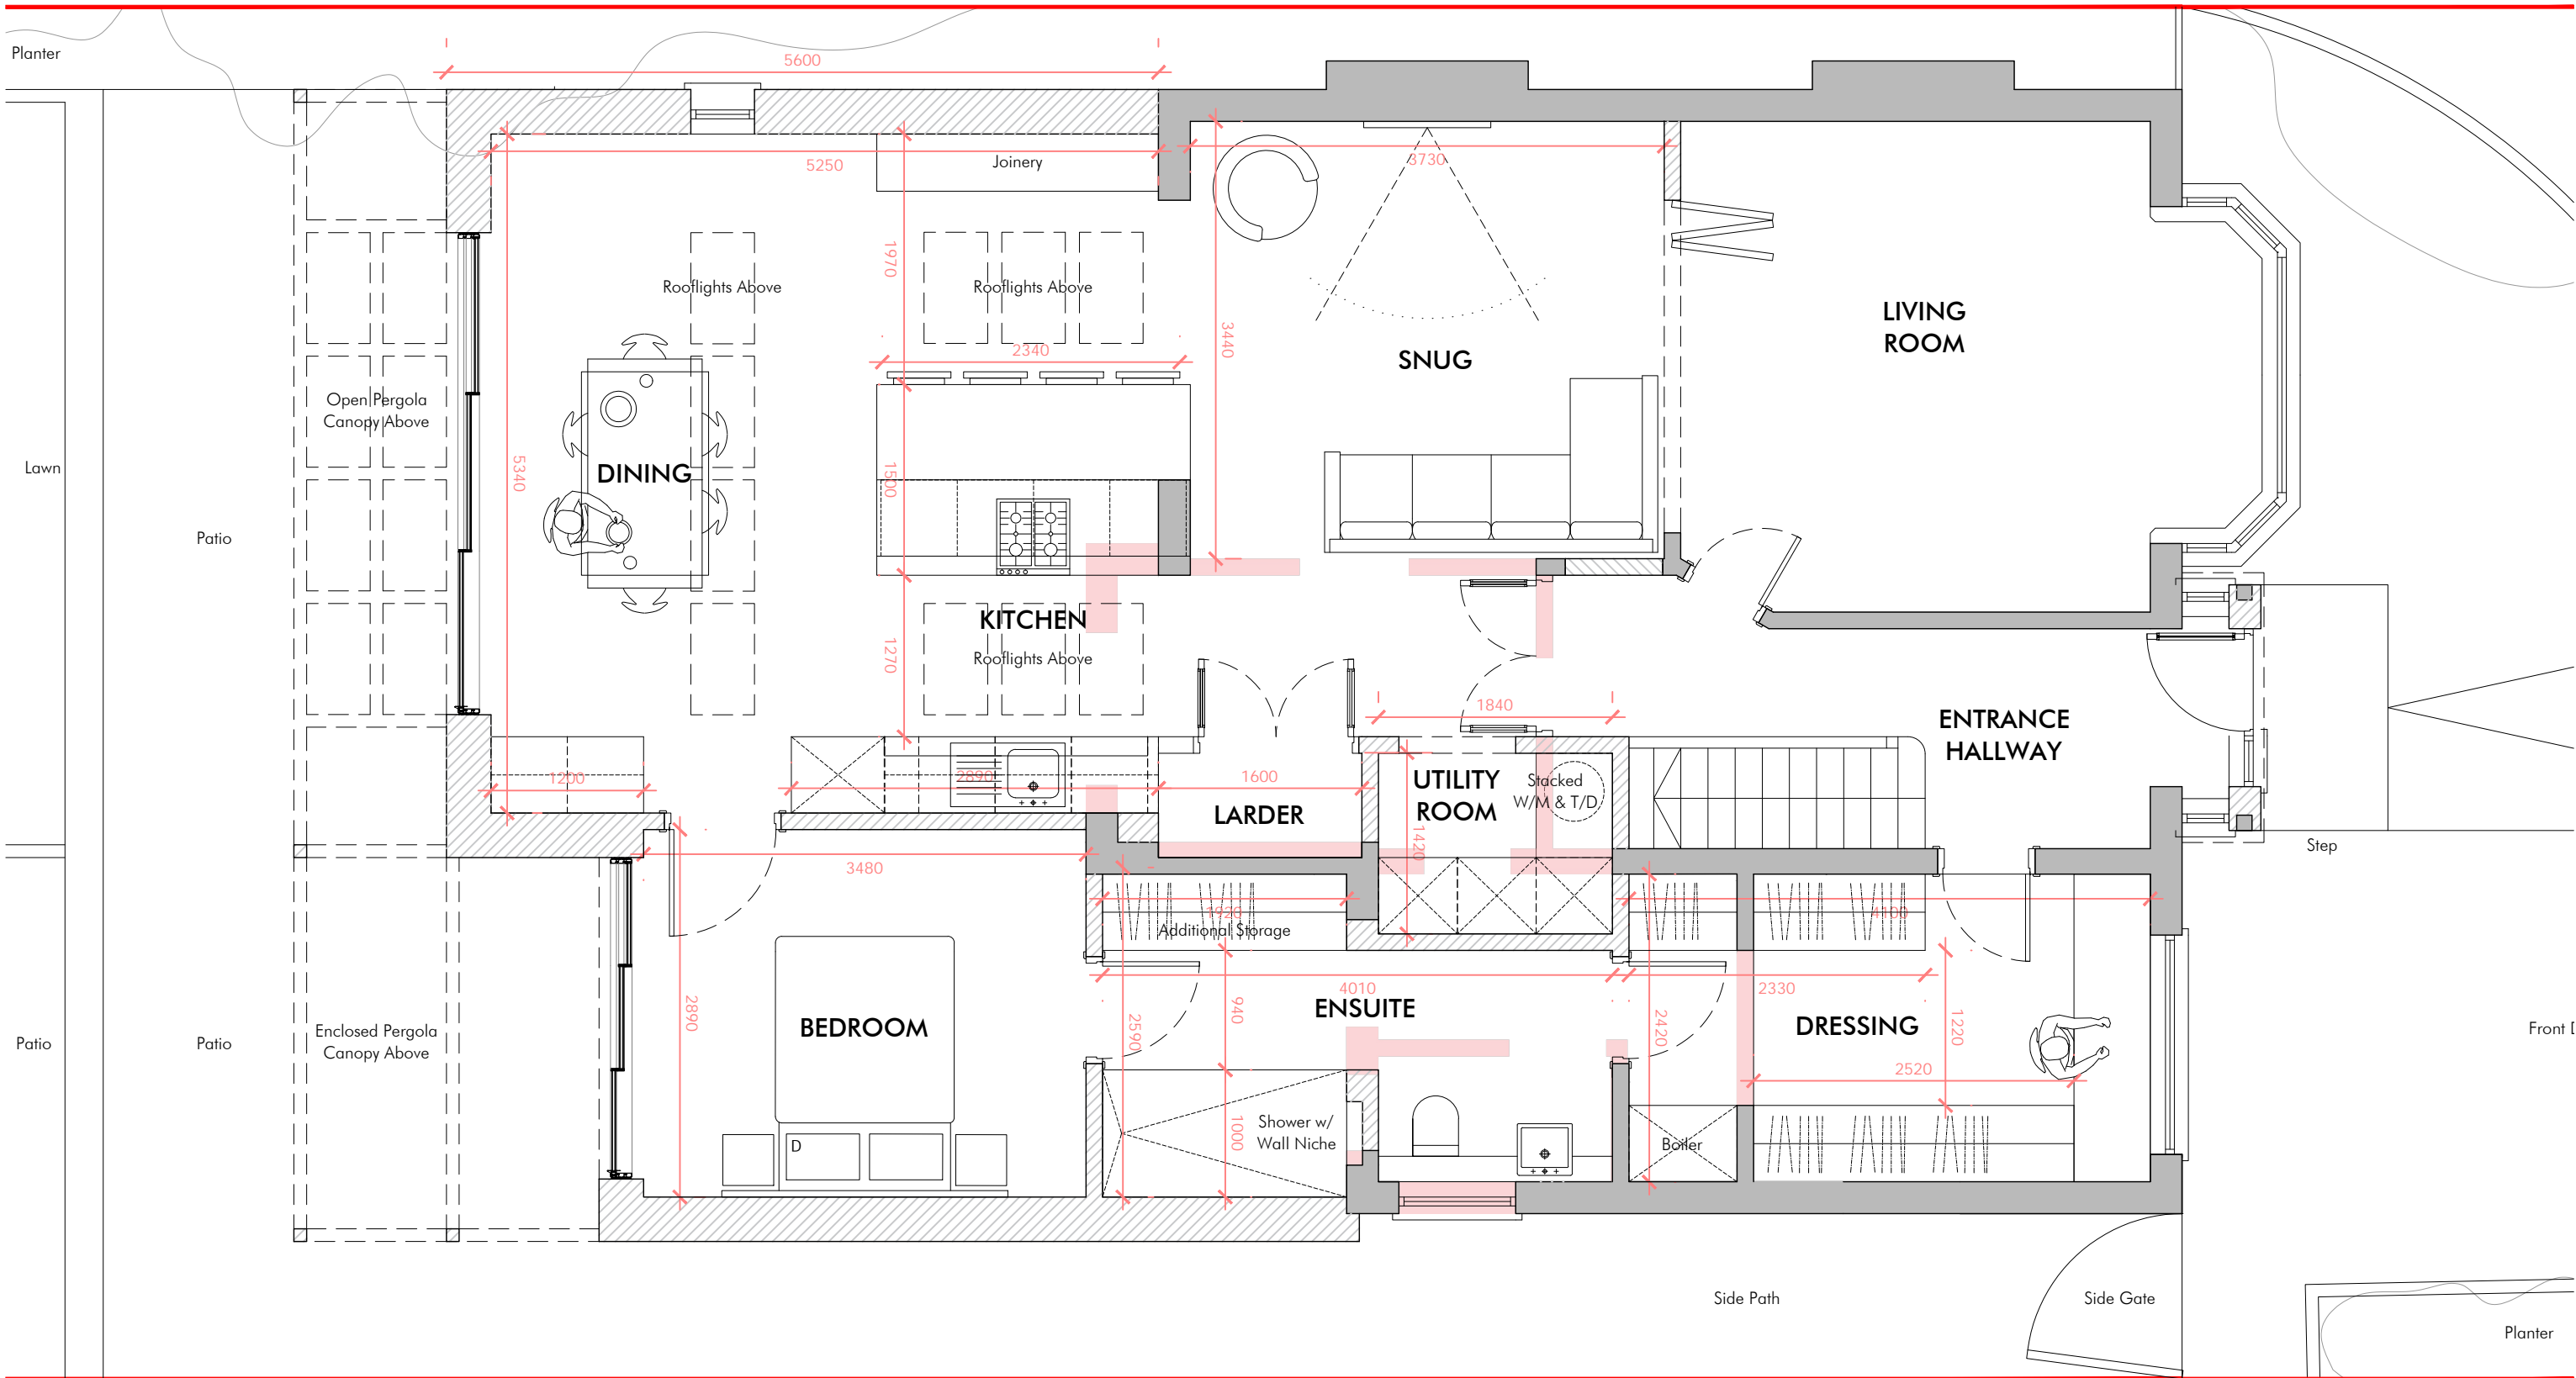 Planter
5600
5250
Joinery
3730
1970
Rooflights Above
Rooflights Above
3440
2340
LIVING
ROOM
SNUG
Open Pergola
Canopy Above
Lawn
DINING
5340
1500
Patio
KITCHEN
Rooflights Above
1270
1840
ENTRANCE
HALLWAY
1200
2890
1600
LARDER
UTILITY
ROOM
Stacked
W/M & T/D
1420
Step
3480
1920
Additional Storage
4100
4010
ENSUITE
2330
2890
2590
940
2420
1220
BEDROOM
DRESSING
Patio
Patio
Enclosed Pergola
Canopy Above
Front D
2520
1000
Shower w/
Wall Niche
Boiler
D
Side Path
Side Gate
Planter